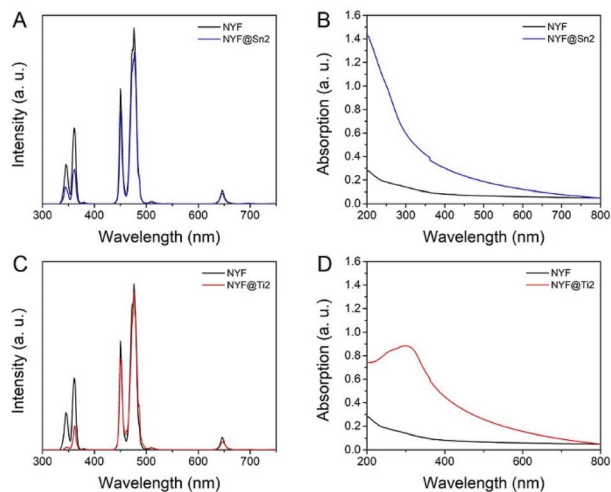 A
NYF
NYF@Sn2
Intensity (a. u.)
300 400 500 600 700
Wavelength (nm)
B
NYF
NYF@Sn2
Absorption (a. u.)
1.6
1.4
1.2
1.0
0.8
0.6
0.4
0.2
0.0
200 300 400 500 600 700 800
Wavelength (nm)
C
NYF
NYF@Ti2
Intensity (a. u.)
300 400 500 600 700
Wavelength (nm)
D
NYF
NYF@Ti2
Absorption (a. u.)
1.6
1.4
1.2
1.0
0.8
0.6
0.4
0.2
0.0
200 300 400 500 600 700 800
Wavelength (nm)